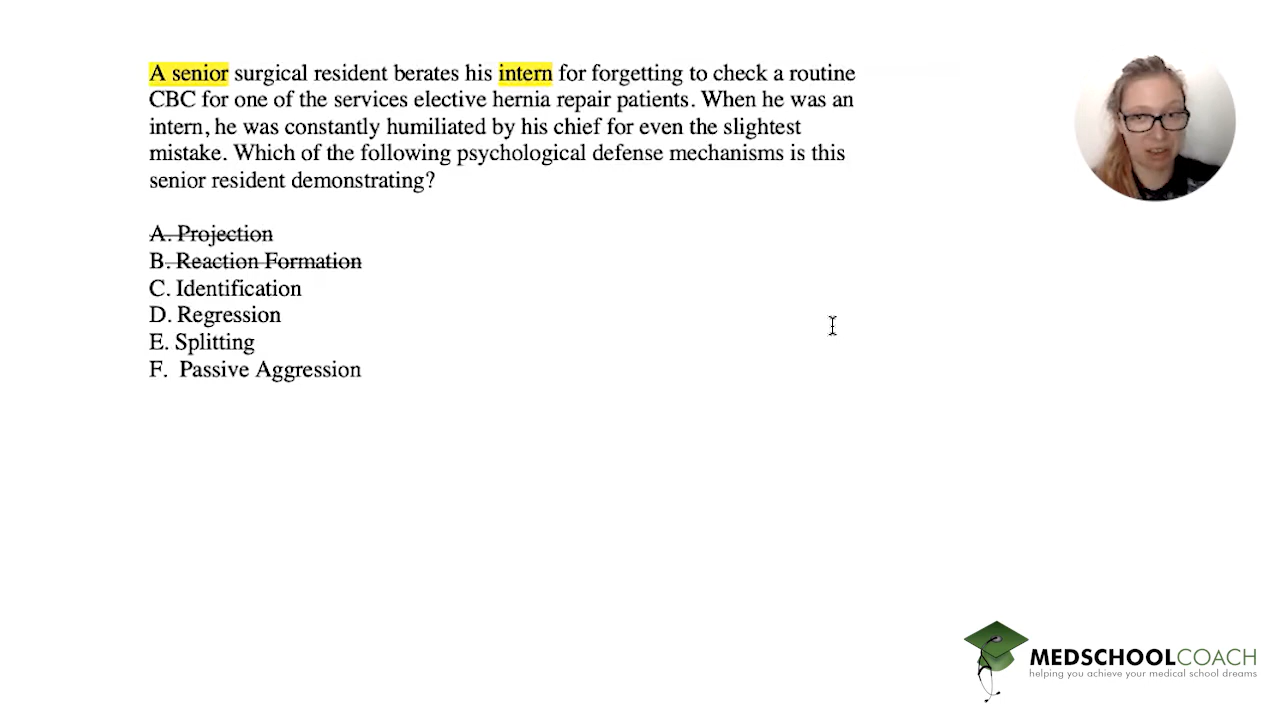 A senior surgical resident berates his intern for forgetting to check a routine
CBC for one of the services elective hernia repair patients. When he was an
intern, he was constantly humiliated by his chief for even the slightest
mistake. Which of the following psychological defense mechanisms is this
senior resident demonstrating?
A. Projection
B. Reaction Formation
C. Identification
D. Regression
E. Splitting
F. Passive Aggression
MEDSCHOOLCOACH
helping you achieve your medical school dreams